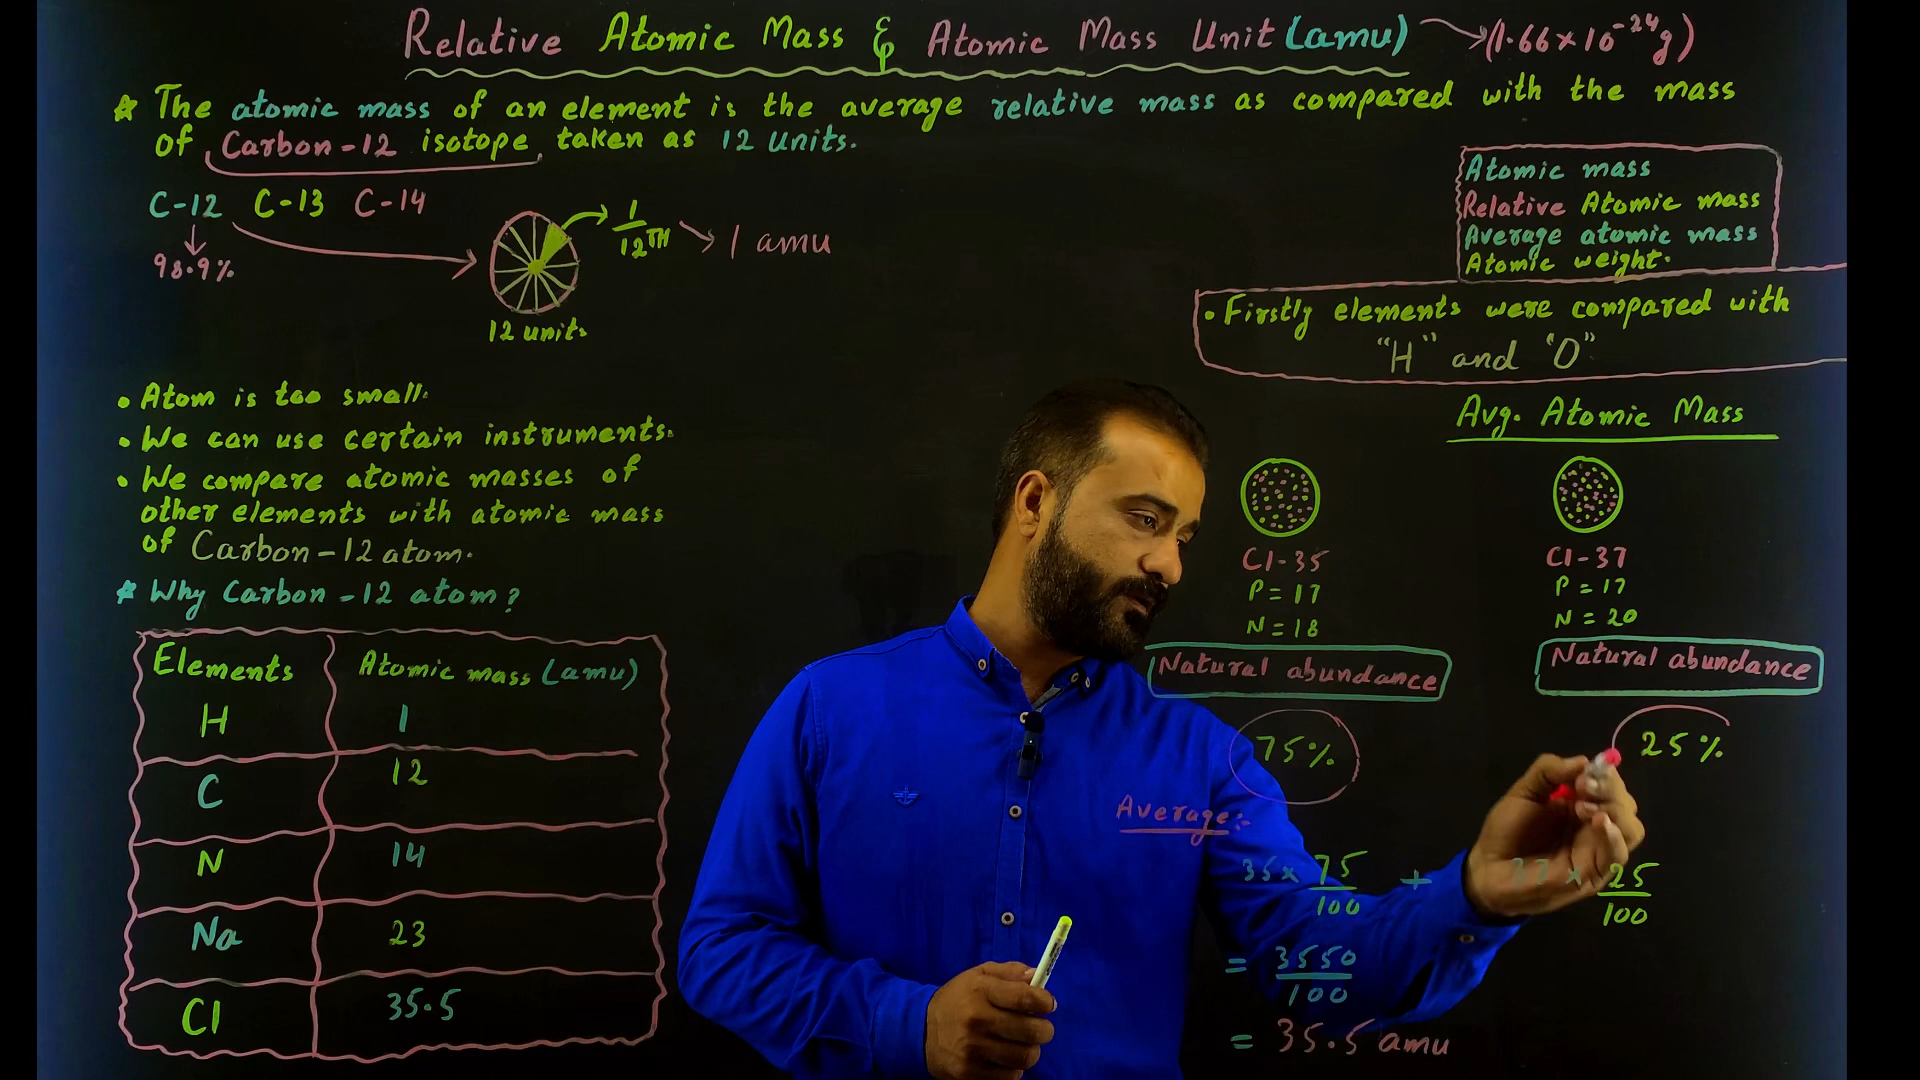 Relative Atomic Mass & Atomic Mass Unit (amu) (1.66×10⁻²⁴g)
The atomic mass of an element is the average relative mass as compared with the mass
of Carbon-12 isotope taken as 12 units.
C-12 C-13 C-14
98.9%
1/12TH
1 amu
12 units
Atomic mass
Relative Atomic mass
Average atomic mass
Atomic weight.
• Firstly elements were compared with
"H" and "O"
• Atom is too small.
• We can use certain instruments.
• We compare atomic masses of
other elements with atomic mass
of Carbon-12 atom.
Why Carbon-12 atom?
Elements Atomic mass (amu)
H 1
C 12
N 14
Na 23
Cl 35.5
Avg. Atomic Mass
Cl-35
P = 17
N = 18
Natural abundance
75%
Cl-37
P = 17
N = 20
Natural abundance
25%
Average:-
35 × 75/100 + 37 × 25/100
= 3550/100
= 35.5 amu